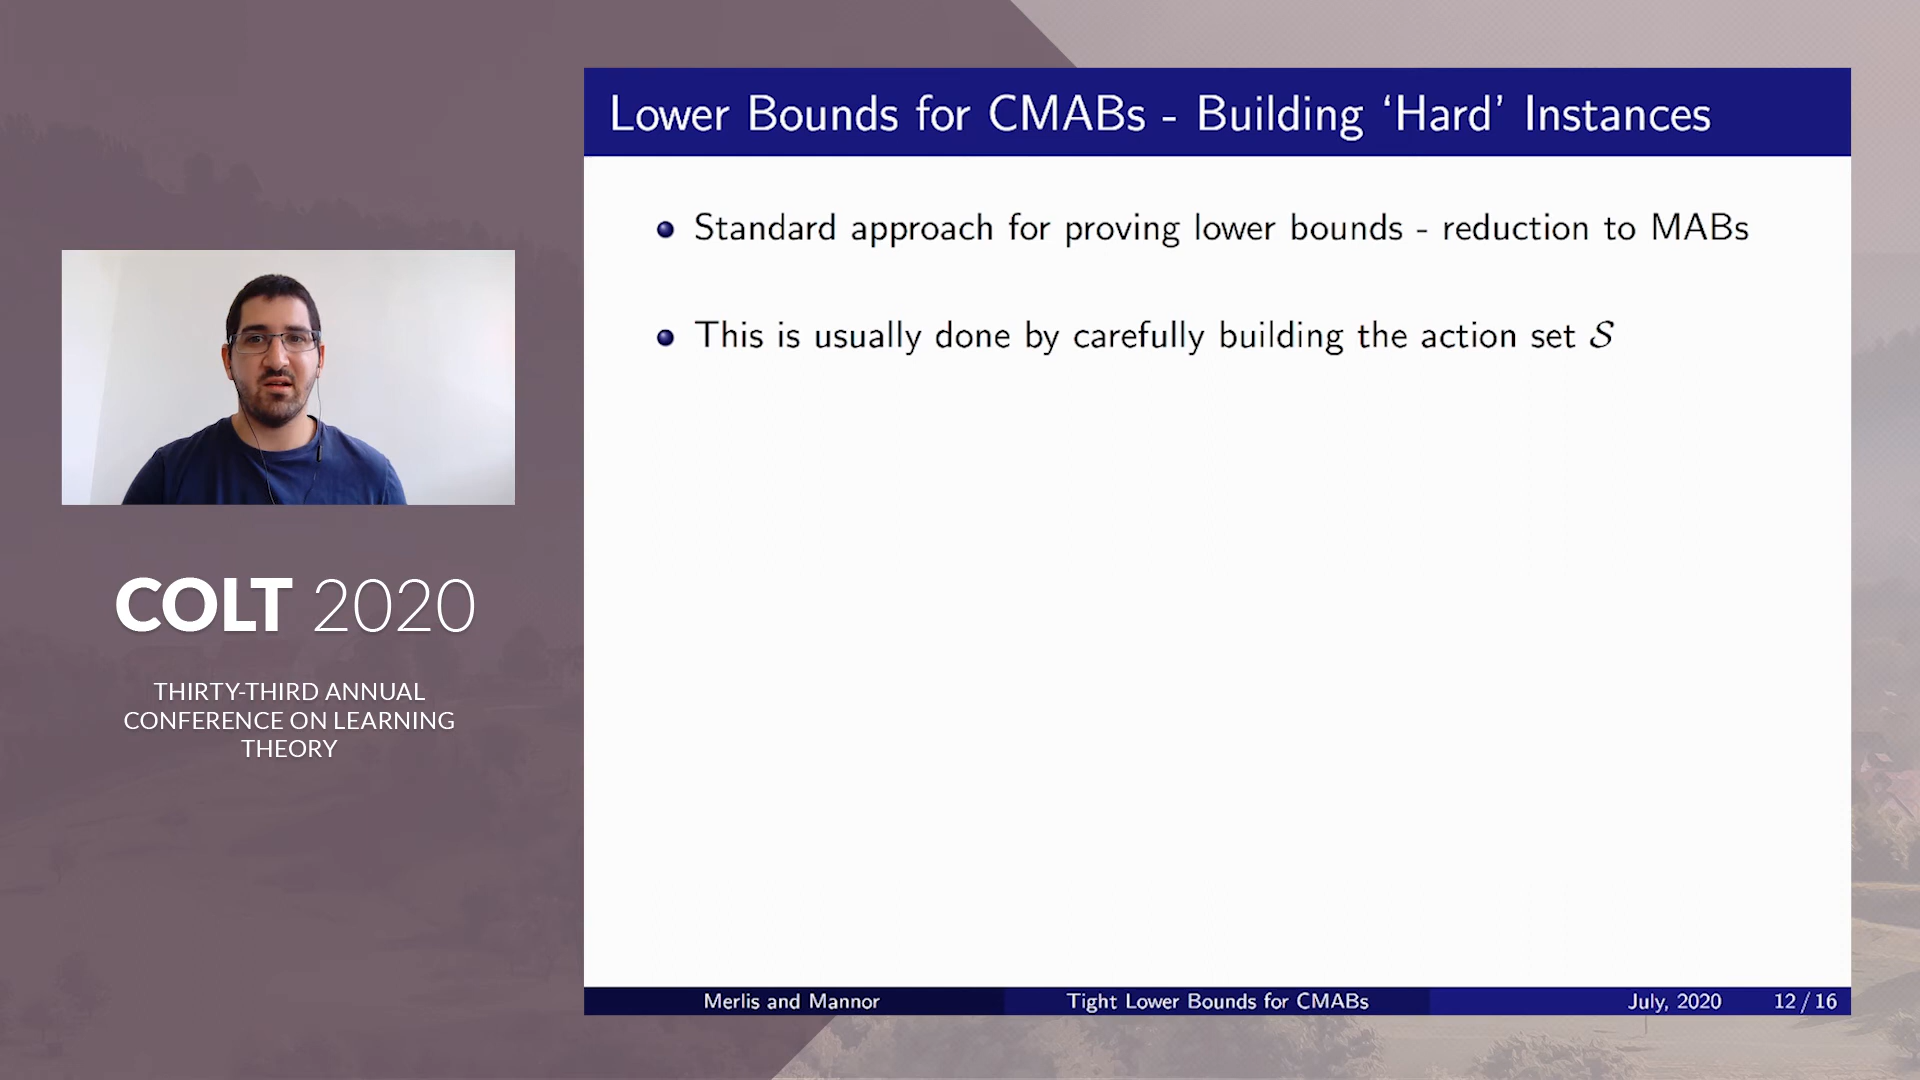 Lower Bounds for CMABs - Building ‘Hard’ Instances
Standard approach for proving lower bounds - reduction to MABs
This is usually done by carefully building the action set 𝒮
COLT 2020
THIRTY-THIRD ANNUAL
CONFERENCE ON LEARNING
THEORY
Merlis and Mannor
Tight Lower Bounds for CMABs
July, 2020
12 / 16